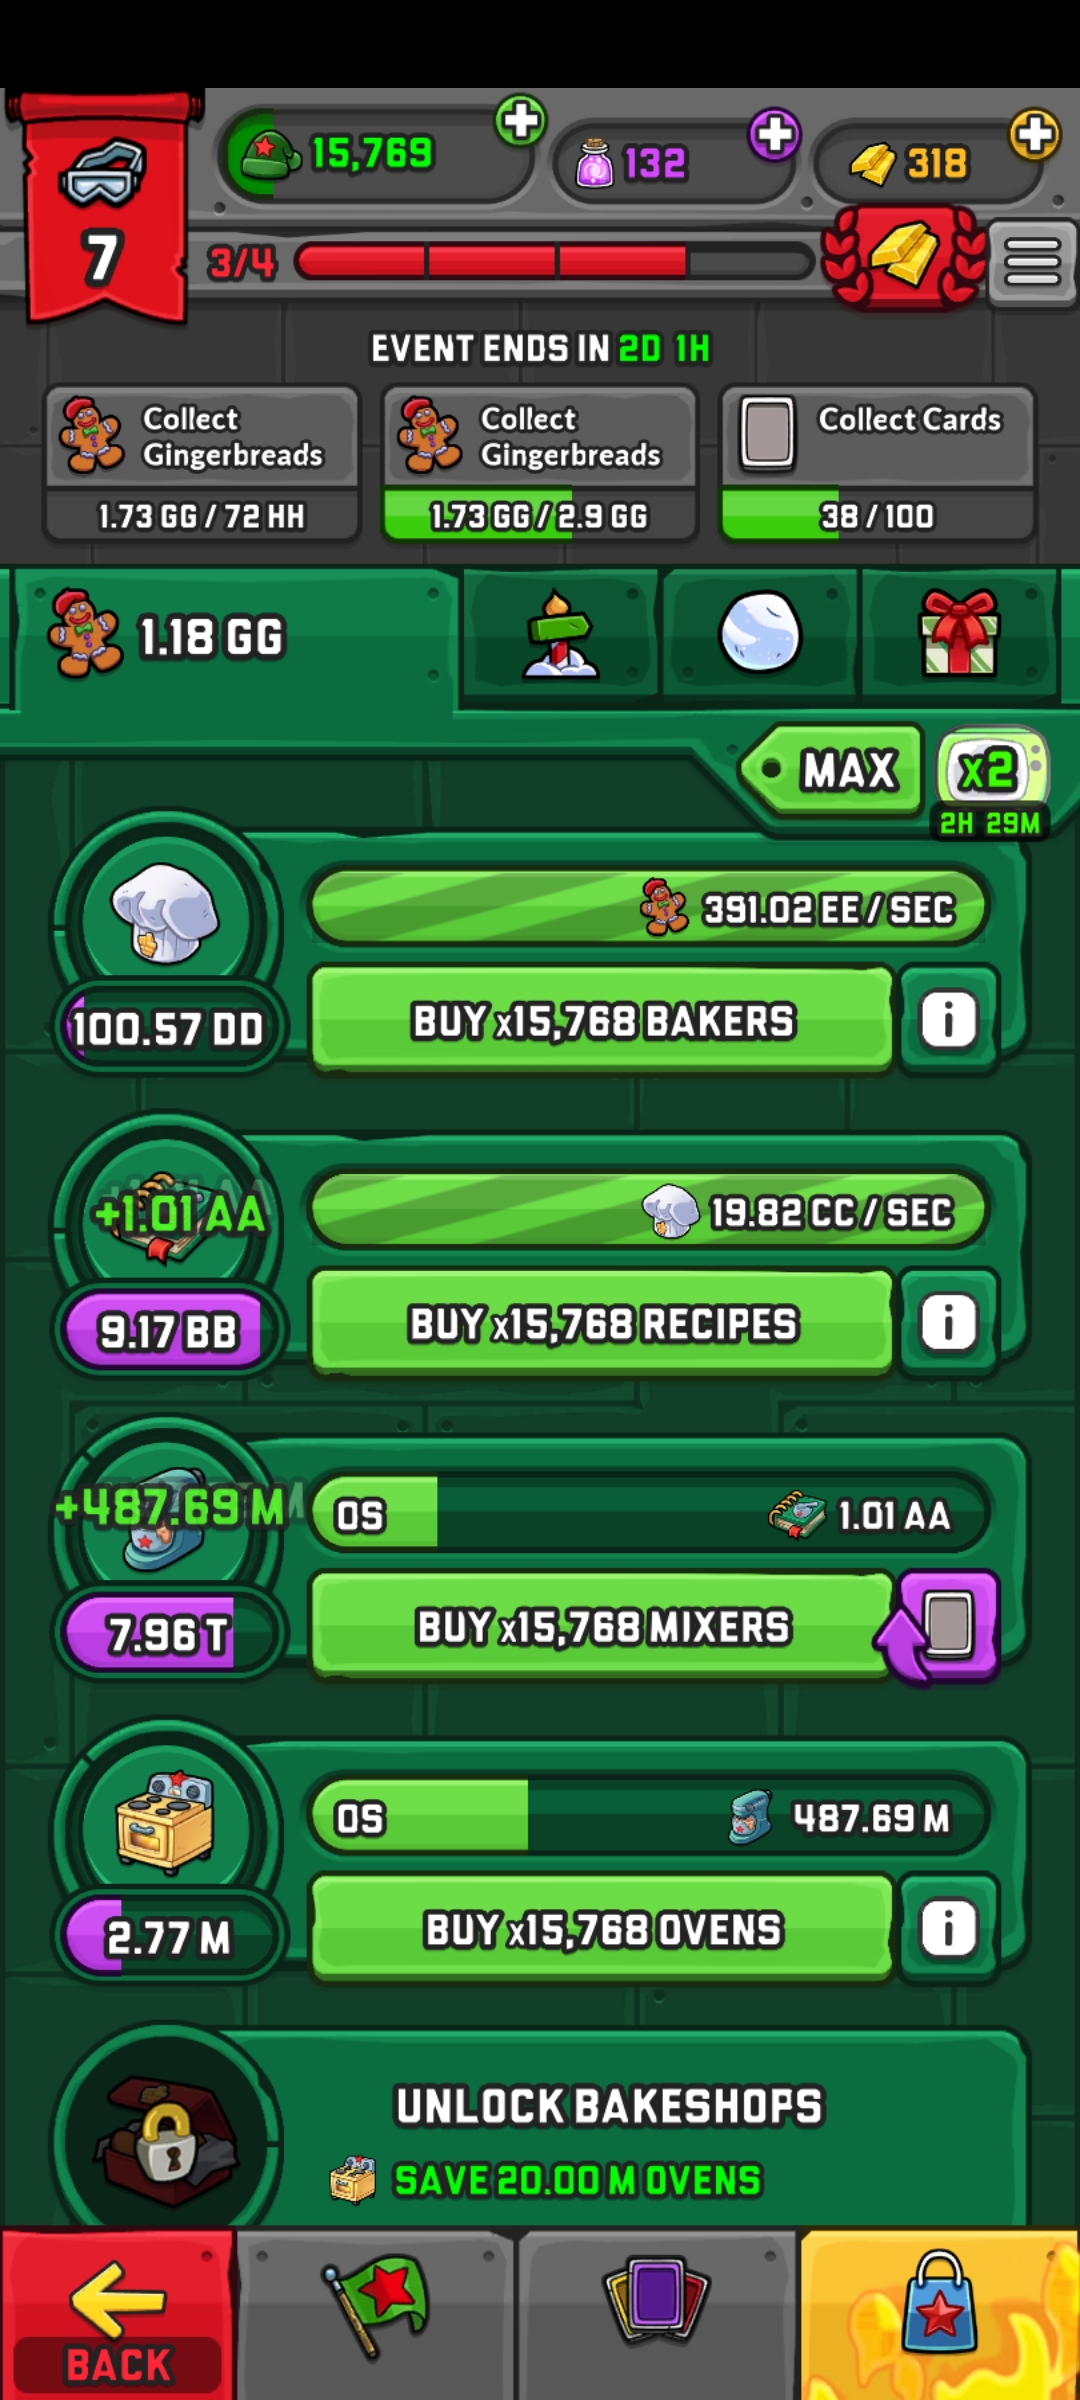 15,769
132
318
7
3/4
EVENT ENDS IN 2D 1H
Collect
Gingerbreads
1.73 GG / 72 HH
Collect
Gingerbreads
1.73 GG / 2.9 GG
Collect Cards
38 / 100
1.18 GG
MAX
x2
2H 29M
391.02 EE / SEC
100.57 DD
BUY x15,768 BAKERS
i
+1.01 AA
19.82 CC / SEC
9.17 BB
BUY x15,768 RECIPES
i
+487.69 M
0S
1.01 AA
7.96 T
BUY x15,768 MIXERS
0S
487.69 M
2.77 M
BUY x15,768 OVENS
i
UNLOCK BAKESHOPS
SAVE 20.00 M OVENS
BACK